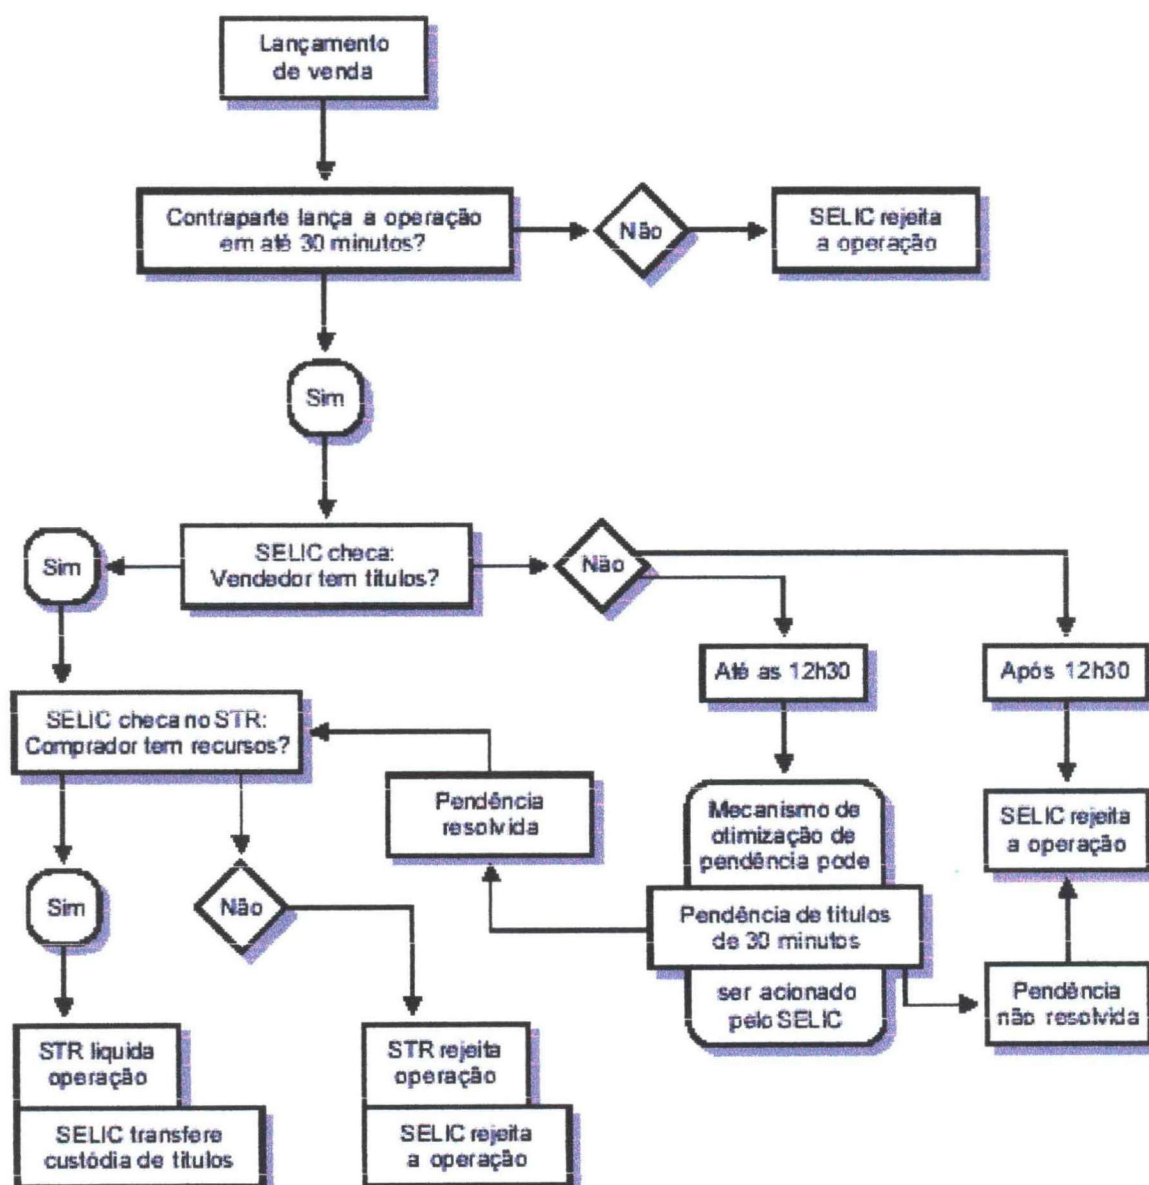 Lançamento
de venda
Contraparte lança a operação
em até 30 minutos?
Não
SELIC rejeita
a operação
Sim
Sim
SELIC checa:
Vendedor tem títulos?
Não
Até as 12h30
Após 12h30
SELIC checa no STR:
Comprador tem recursos?
Pendência
resolvida
Mecanismo de
otimização de
pendência pode
SELIC rejeita
a operação
Sim
Não
Pendência de títulos
de 30 minutos
ser acionado
pelo SELIC
Pendência
não resolvida
STR liquida
operação
SELIC transfere
custódia de títulos
STR rejeita
operação
SELIC rejeita
a operação